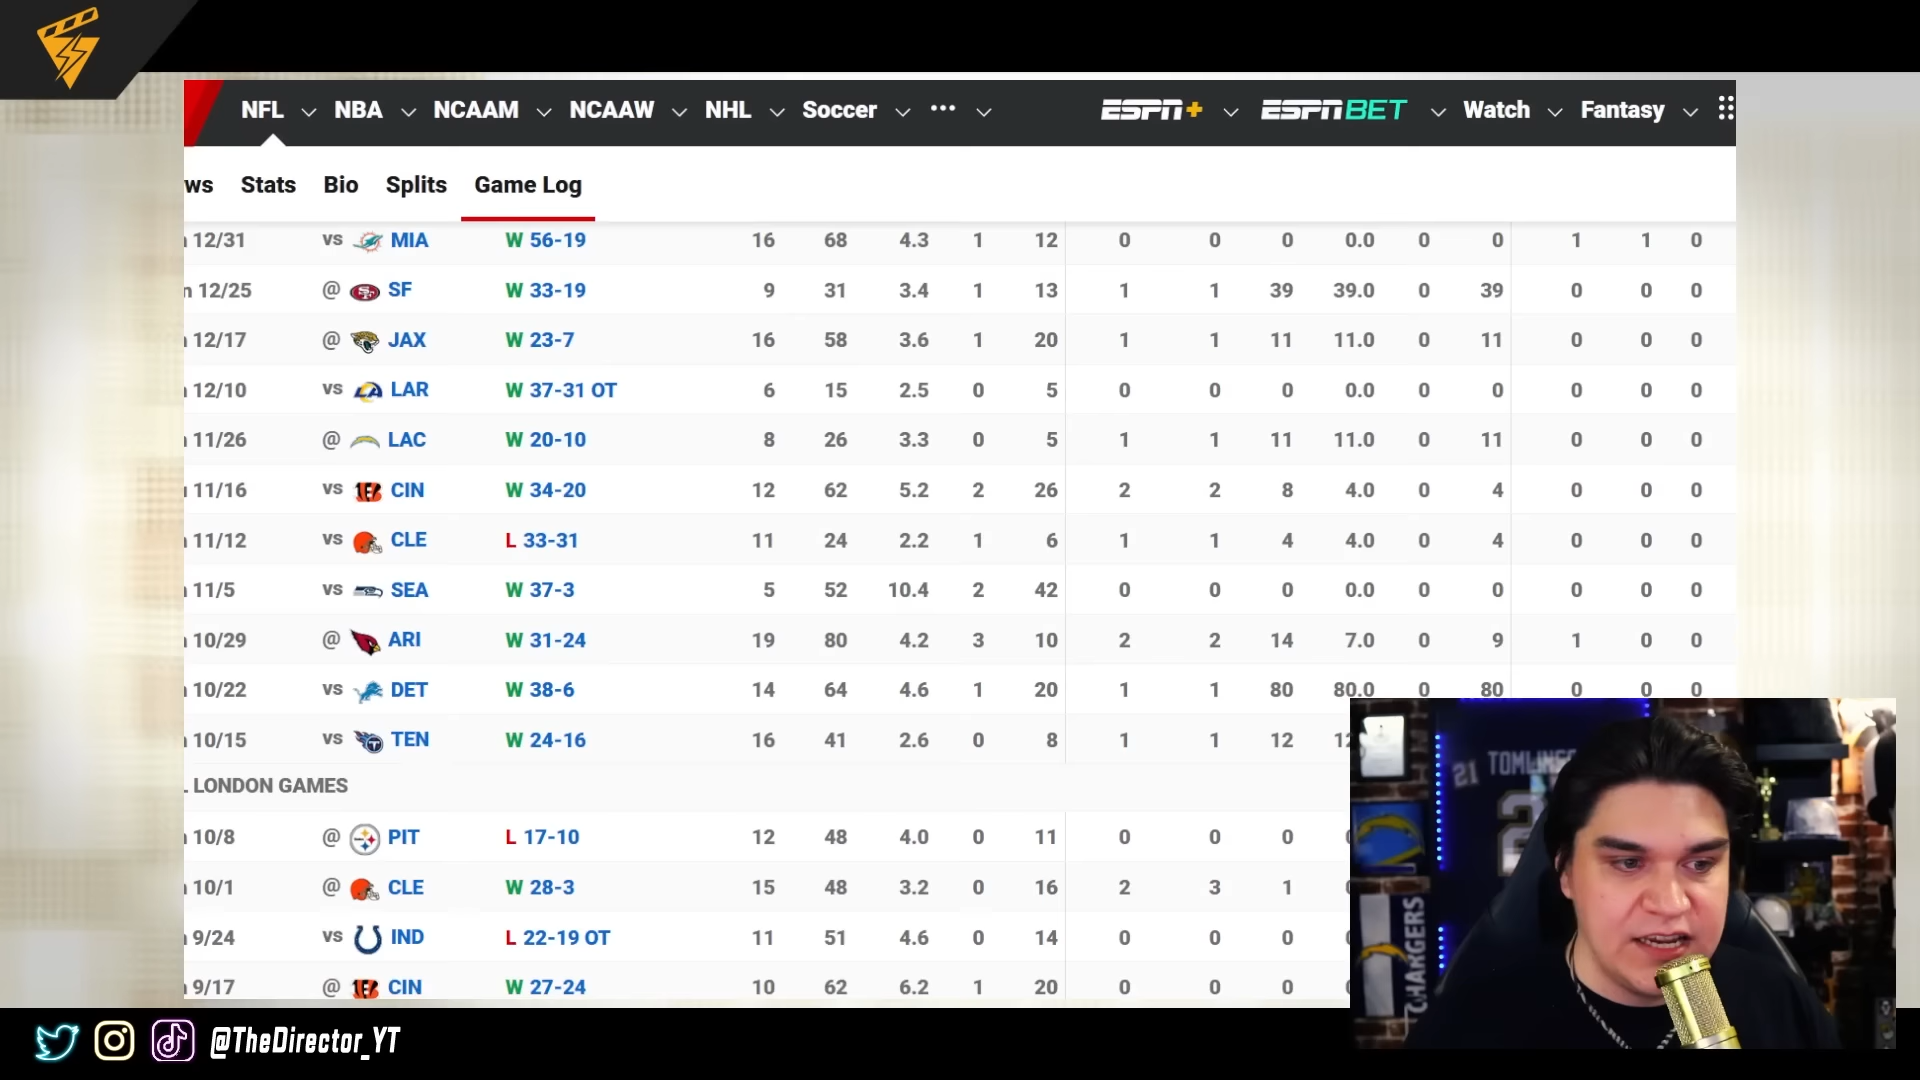 NFL NBA NCAAM NCAAW NHL Soccer ••• ESPN+ ESPN BET Watch Fantasy
ws Stats Bio Splits Game Log
12/31 vs MIA W 56-19 16 68 4.3 1 12 0 0 0 0.0 0 0 1 1 0
n 12/25 @ SF W 33-19 9 31 3.4 1 13 1 1 39 39.0 0 39 0 0 0
12/17 @ JAX W 23-7 16 58 3.6 1 20 1 1 11 11.0 0 11 0 0 0
12/10 vs LAR W 37-31 OT 6 15 2.5 0 5 0 0 0 0.0 0 0 0 0 0
11/26 @ LAC W 20-10 8 26 3.3 0 5 1 1 11 11.0 0 11 0 0 0
11/16 vs CIN W 34-20 12 62 5.2 2 26 2 2 8 4.0 0 4 0 0 0
11/12 vs CLE L 33-31 11 24 2.2 1 6 1 1 4 4.0 0 4 0 0 0
11/5 vs SEA W 37-3 5 52 10.4 2 42 0 0 0 0.0 0 0 0 0 0
10/29 @ ARI W 31-24 19 80 4.2 3 10 2 2 14 7.0 0 9 1 0 0
10/22 vs DET W 38-6 14 64 4.6 1 20 1 1 80 80.0 0 80 0 0 0
10/15 vs TEN W 24-16 16 41 2.6 0 8 1 1 12 12
LONDON GAMES
10/8 @ PIT L 17-10 12 48 4.0 0 11 0 0 0
10/1 @ CLE W 28-3 15 48 3.2 0 16 2 3 1
9/24 vs IND L 22-19 OT 11 51 4.6 0 14 0 0 0
9/17 @ CIN W 27-24 10 62 6.2 1 20 0 0 0
21 TOMLINS
2
CHARGERS
@TheDirector_YT